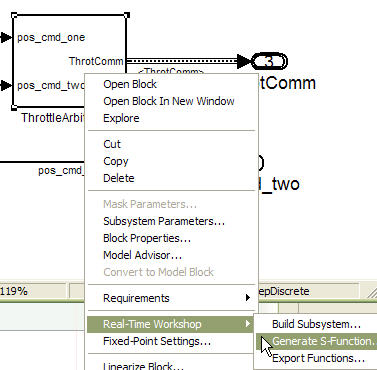 pos_cmd_one
ThrotComm
3
pos_cmd_two
<ThrotComm>
tComm
ThrottleArbit
Open Block
Open Block In New Window
Explore
Cut
Copy
Delete
pos_cmd_
d_two
Mask Parameters...
Subsystem Parameters...
Block Properties...
Model Advisor...
Convert to Model Block
119%
epDiscrete
Requirements
Real-Time Workshop
Build Subsystem...
Fixed-Point Settings...
Generate S-Function.
Export Functions...
Linearize Block...